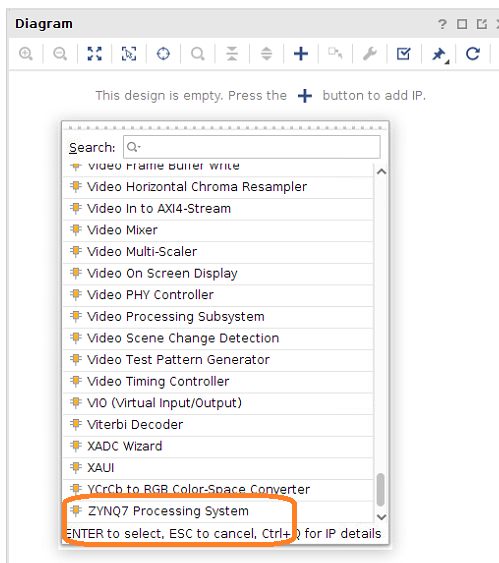 Diagram
This design is empty. Press the + button to add IP.
Search:
Video Frame Buffer Write
Video Horizontal Chroma Resampler
Video In to AXI4-Stream
Video Mixer
Video Multi-Scaler
Video On Screen Display
Video PHY Controller
Video Processing Subsystem
Video Scene Change Detection
Video Test Pattern Generator
Video Timing Controller
VIO (Virtual Input/Output)
Viterbi Decoder
XADC Wizard
XAUI
YCrCb to RGB Color-Space Converter
ZYNQ7 Processing System
ENTER to select, ESC to cancel, Ctrl+Q for IP details